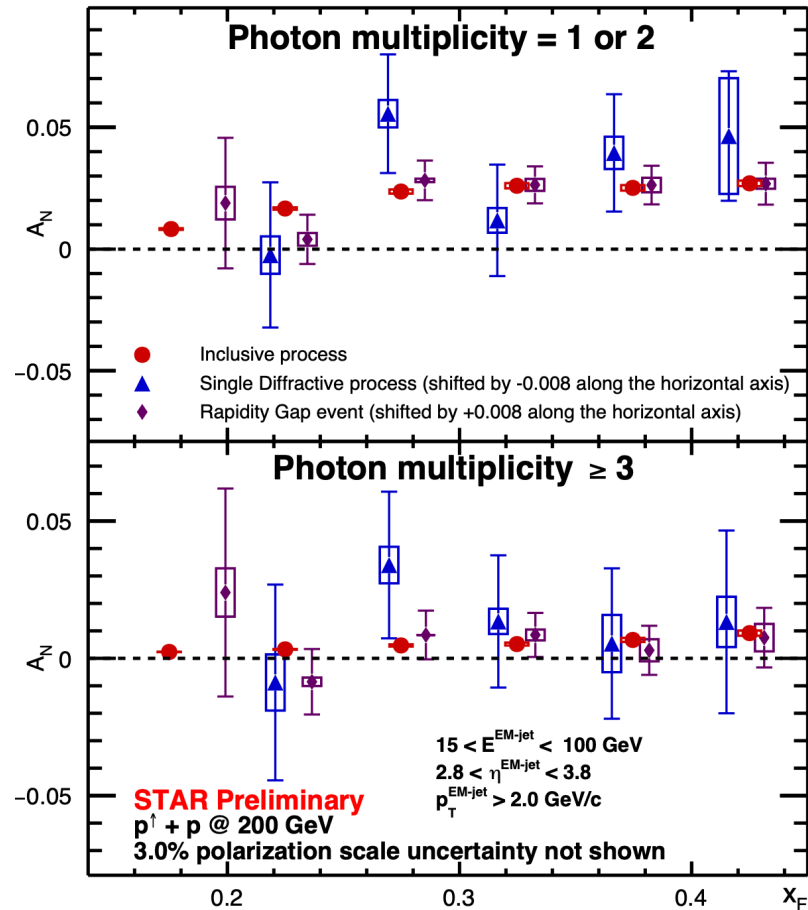 Photon multiplicity = 1 or 2
0.05
0
−0.05
A_N
Inclusive process
Single Diffractive process (shifted by -0.008 along the horizontal axis)
Rapidity Gap event (shifted by +0.008 along the horizontal axis)
Photon multiplicity ≥ 3
0.05
0
−0.05
A_N
15 < E^EM-jet < 100 GeV
2.8 < η^EM-jet < 3.8
p_T^EM-jet > 2.0 GeV/c
STAR Preliminary
p^↑ + p @ 200 GeV
3.0% polarization scale uncertainty not shown
0.2 0.3 0.4 x_F